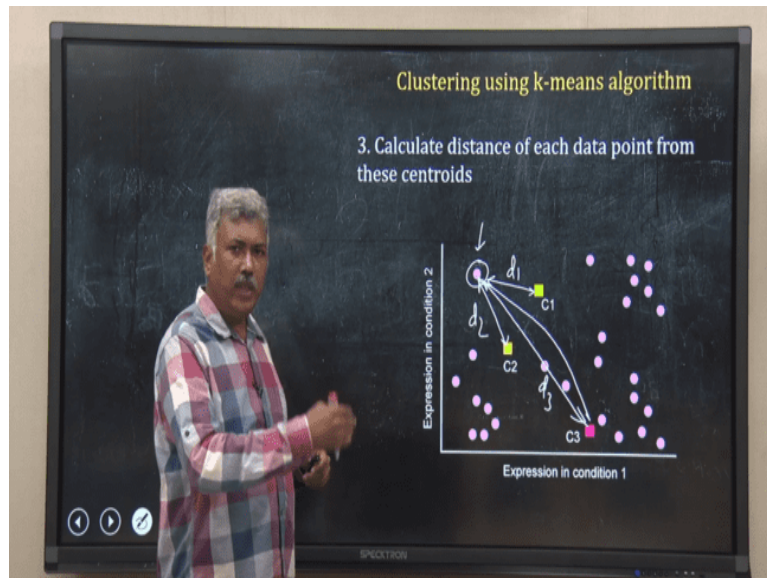 Clustering using k-means algorithm
3. Calculate distance of each data point from
these centroids
Expression in condition 2
d1
C1
d2
C2
d3
C3
Expression in condition 1
SPECKTRON